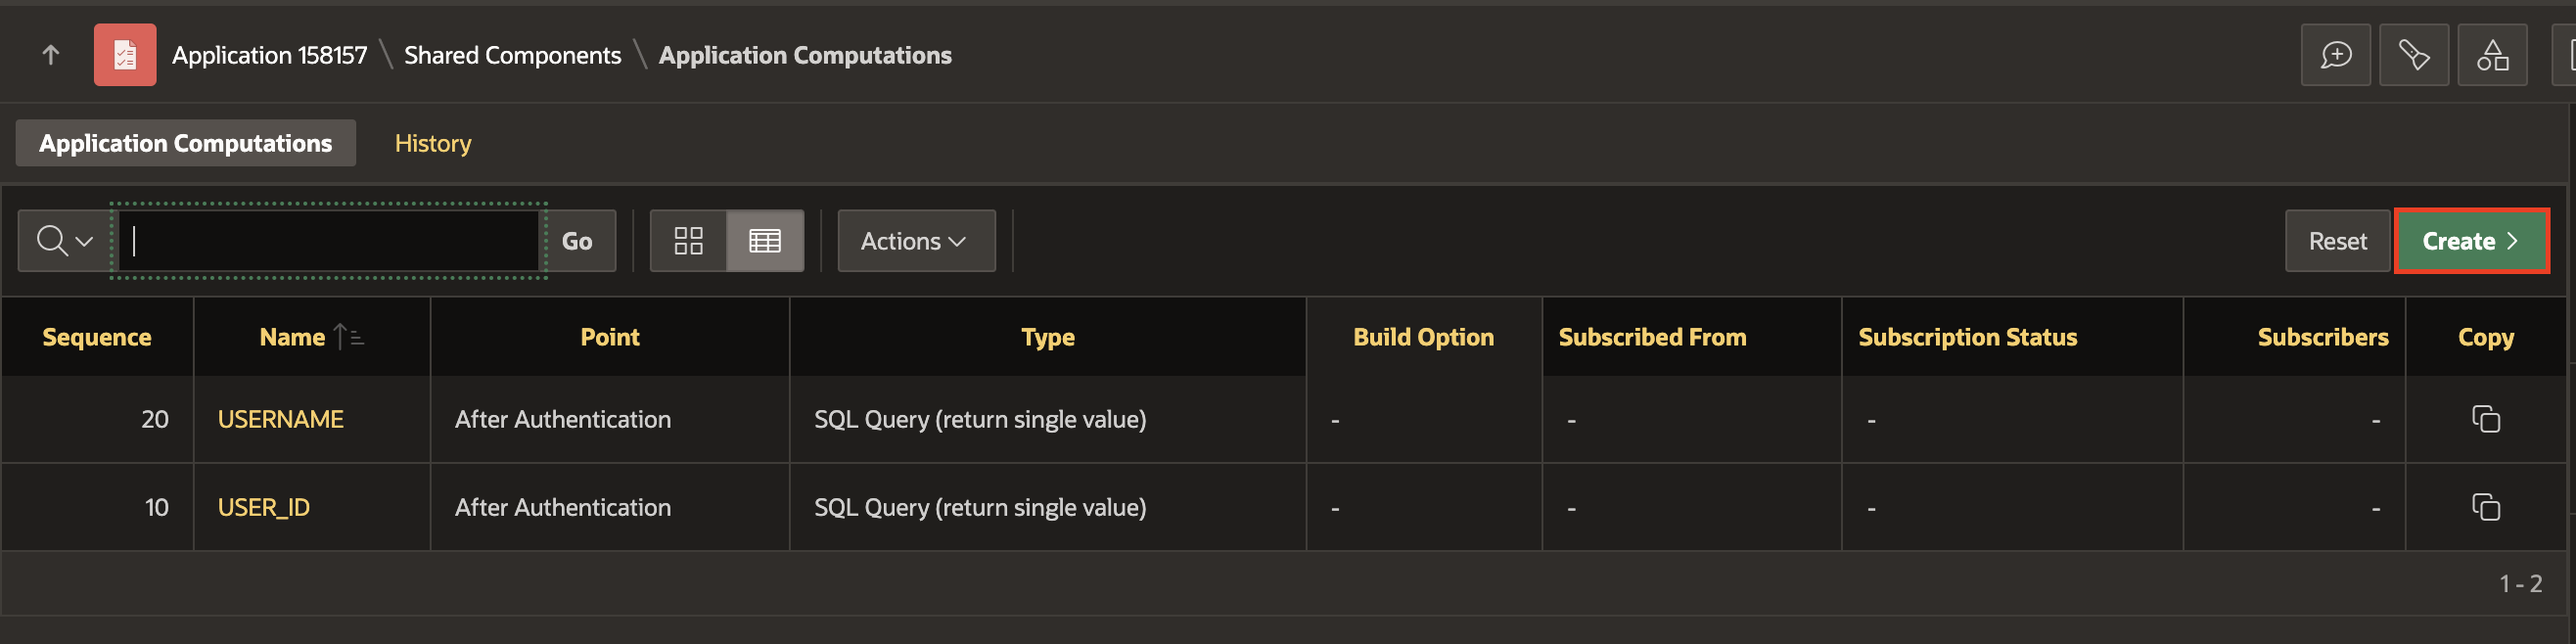 Application 158157 \ Shared Components \ Application Computations
Application Computations History
Go Actions Reset Create
Sequence Name Point Type Build Option Subscribed From Subscription Status Subscribers Copy
20 USERNAME After Authentication SQL Query (return single value) - - - -
10 USER_ID After Authentication SQL Query (return single value) - - - -
1 - 2